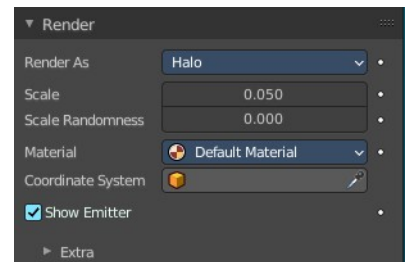 Render
Render As Halo
Scale 0.050
Scale Randomness 0.000
Material Default Material
Coordinate System
Show Emitter
Extra